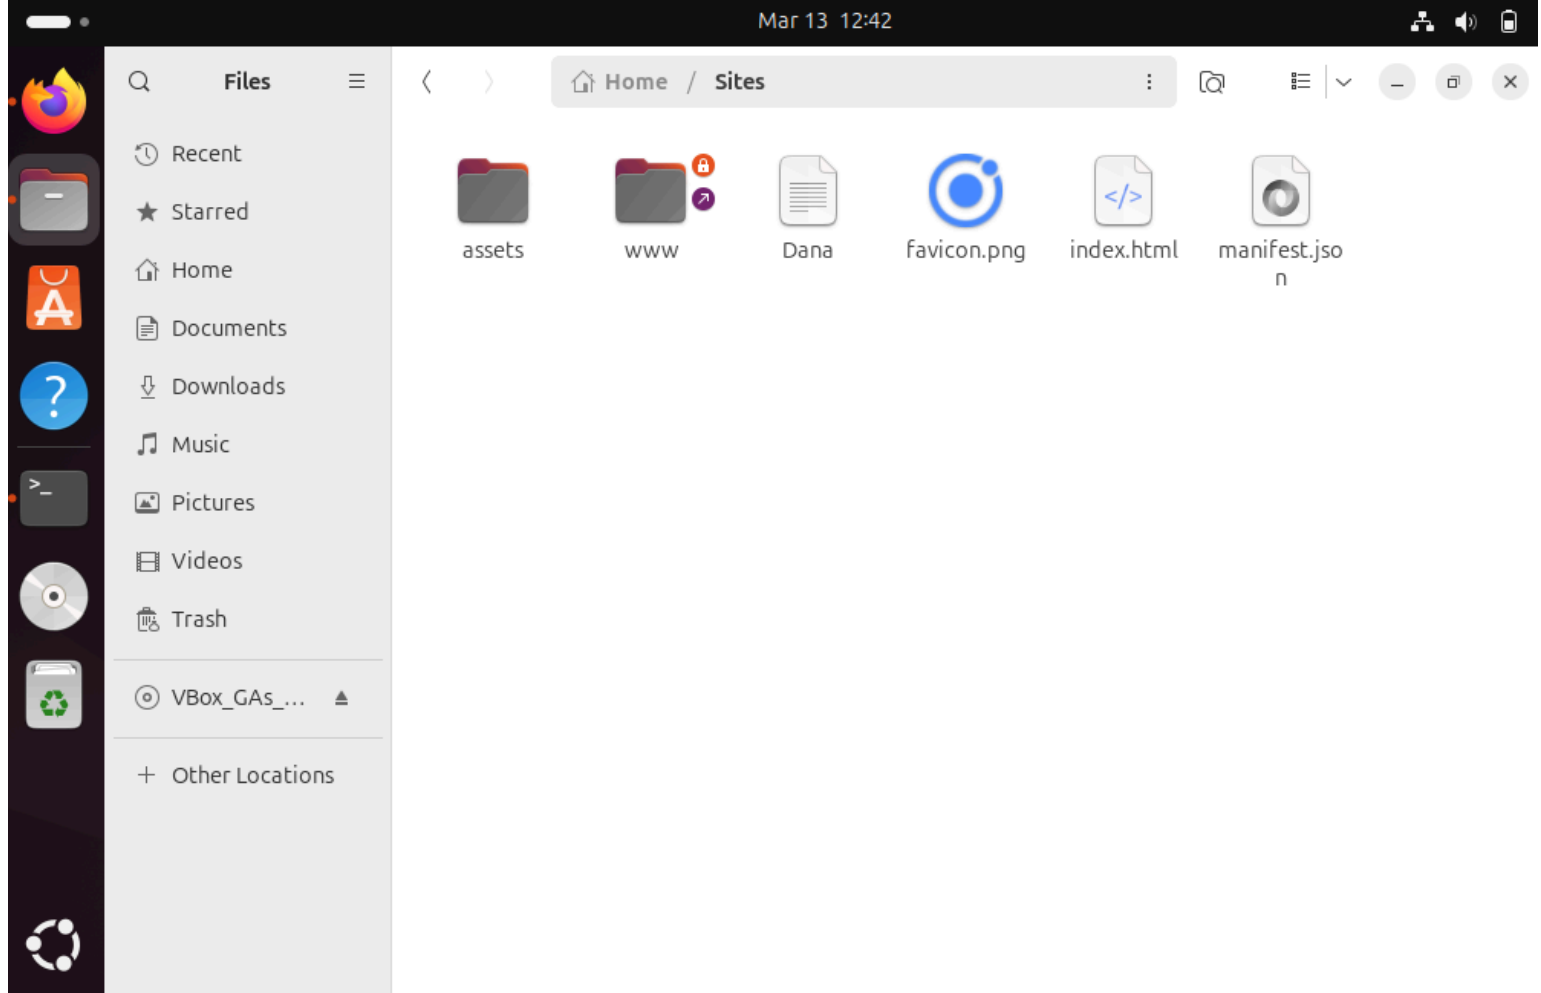 Mar 13 12:42
Files
Home / Sites
Recent
Starred
Home
Documents
Downloads
Music
Pictures
Videos
Trash
VBox_GAs_...
+ Other Locations
assets
www
Dana
</>
favicon.png
index.html
manifest.jso
n
A
?
>_